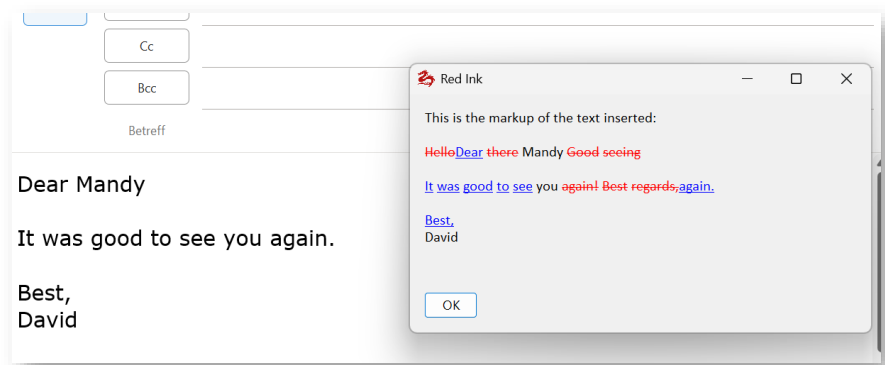 Cc
Bcc
Betreff
Dear Mandy
It was good to see you again.
Best,
David
Red Ink
This is the markup of the text inserted:
HelloDear there Mandy Good seeing
It was good to see you again! Best regards,again.
Best,
David
OK